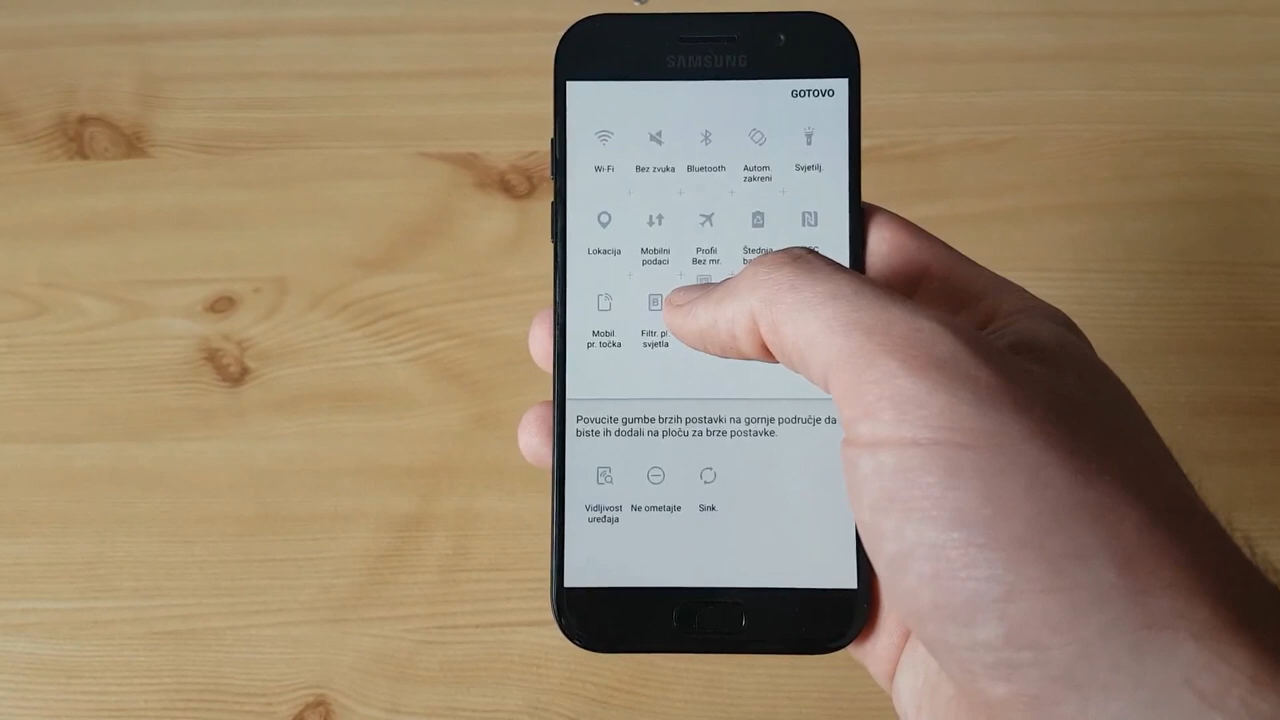 SAMSUNG
GOTOVO
Wi-Fi Bez zvuka Bluetooth Autom. Svjetilj.
zakreni
Lokacija Mobilni Profil
podaci Bez mr.
B
Mobil. Filtr. pl.
pr. točka svjetla
Povucite gumbe brzih postavki na gornje područje da
biste ih dodali na ploču za brze postavke.
Vidljivost Ne ometajte Sink.
uređaja